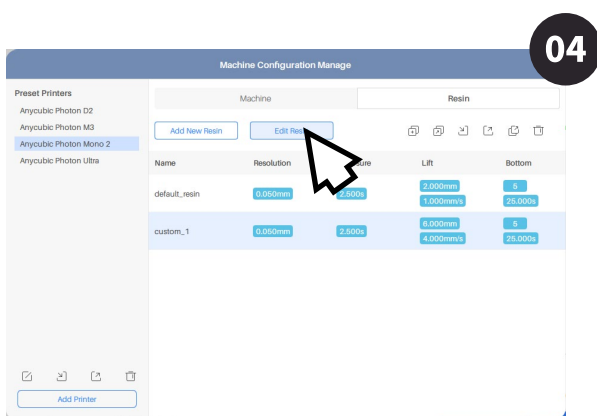 04
Machine Configuration Manage
Preset Printers
Anycubic Photon D2
Anycubic Photon M3
Anycubic Photon Mono 2
Anycubic Photon Ultra
Add Printer
Machine
Resin
Add New Resin
Edit
Name
Resolution
Lift
Bottom
default_resin
0.050mm
2.500s
2.000mm
1.000mm/s
5
25.000s
custom_1
0.050mm
2.500s
6.000mm
4.000mm/s
5
25.000s